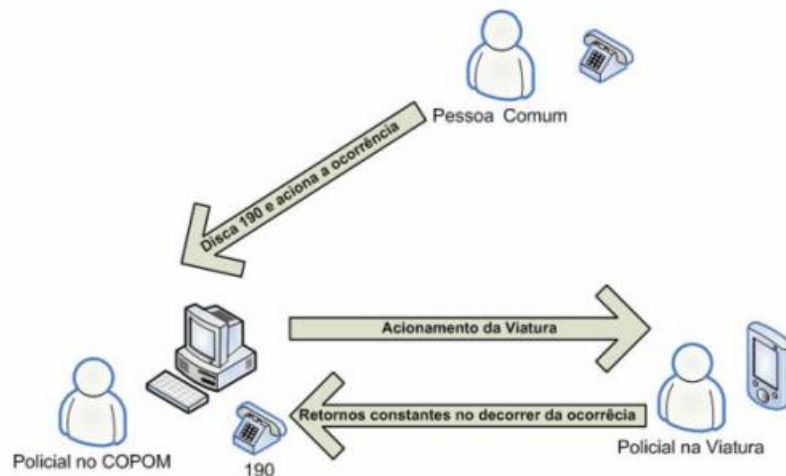 Pessoa Comum
Disca 190 e aciona a ocorrência
Acionamento da Viatura
Retornos constantes no decorrer da ocorrêcia
Policial no COPOM
190
Policial na Viatura